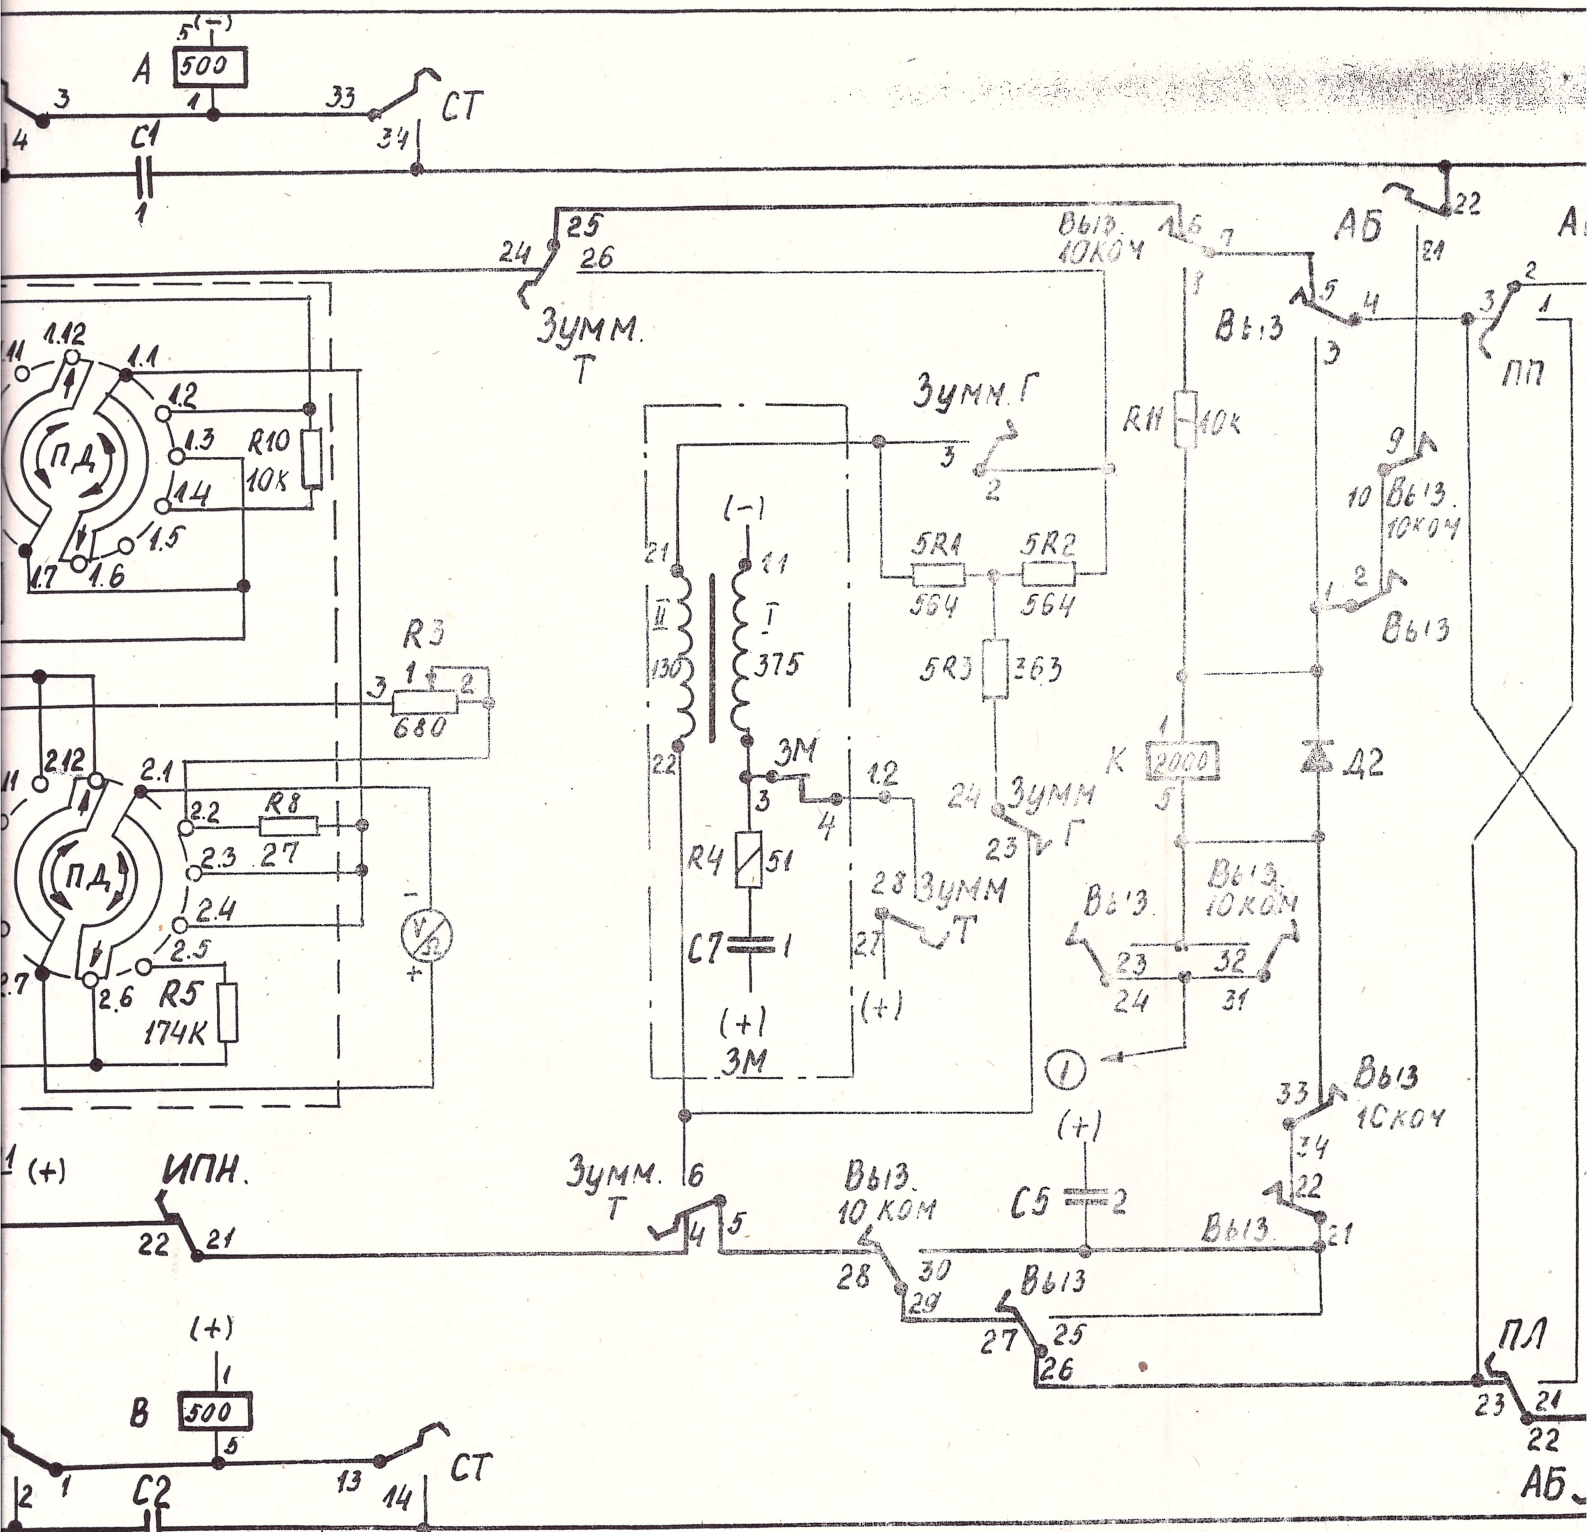 5(-)
А 500
3 1 33 СТ
4 С1 34
1
25
24 26
Зумм.
Т
Выз. 6
10КОМ 7
8
АБ 22
21
5 4
Выз
3
2
3 1
ПП
1.12 1.1
1.2
1.3
1.4
1.5
1.6
1.7
ПД
R10
10К
Зумм.Г
3
2
R11 10к
9
10 Выз.
10КОМ
(-)
21 11
II I
130 375
22
5R1 5R2
564 564
5R3 363
1 2
Выз
R3
3 1 2
680
ЗМ
3 4
1.2
R4 51
С7 1
(+)
ЗМ
24 Зумм
23 Г
28 Зумм
27 Т
(+)
1
К 2000
5
Д2
2.12 2.1
2.2 R8
27
2.3
2.4
2.5
2.6
2.7
ПД
R5
174К
-
V
Ω
+
Выз. Выз.
10КОМ
23 32
24 31
1
(+)
С5 2
33 Выз
34
22
Выз. 21
(+) ИПН.
22 21
Зумм. 6
Т 4 5
Выз.
10 КОМ
28 30
29
Выз
27 25
26
ПЛ
23 21
22
АБ
(+)
1
В 500
5
2 1 13 СТ
С2 14